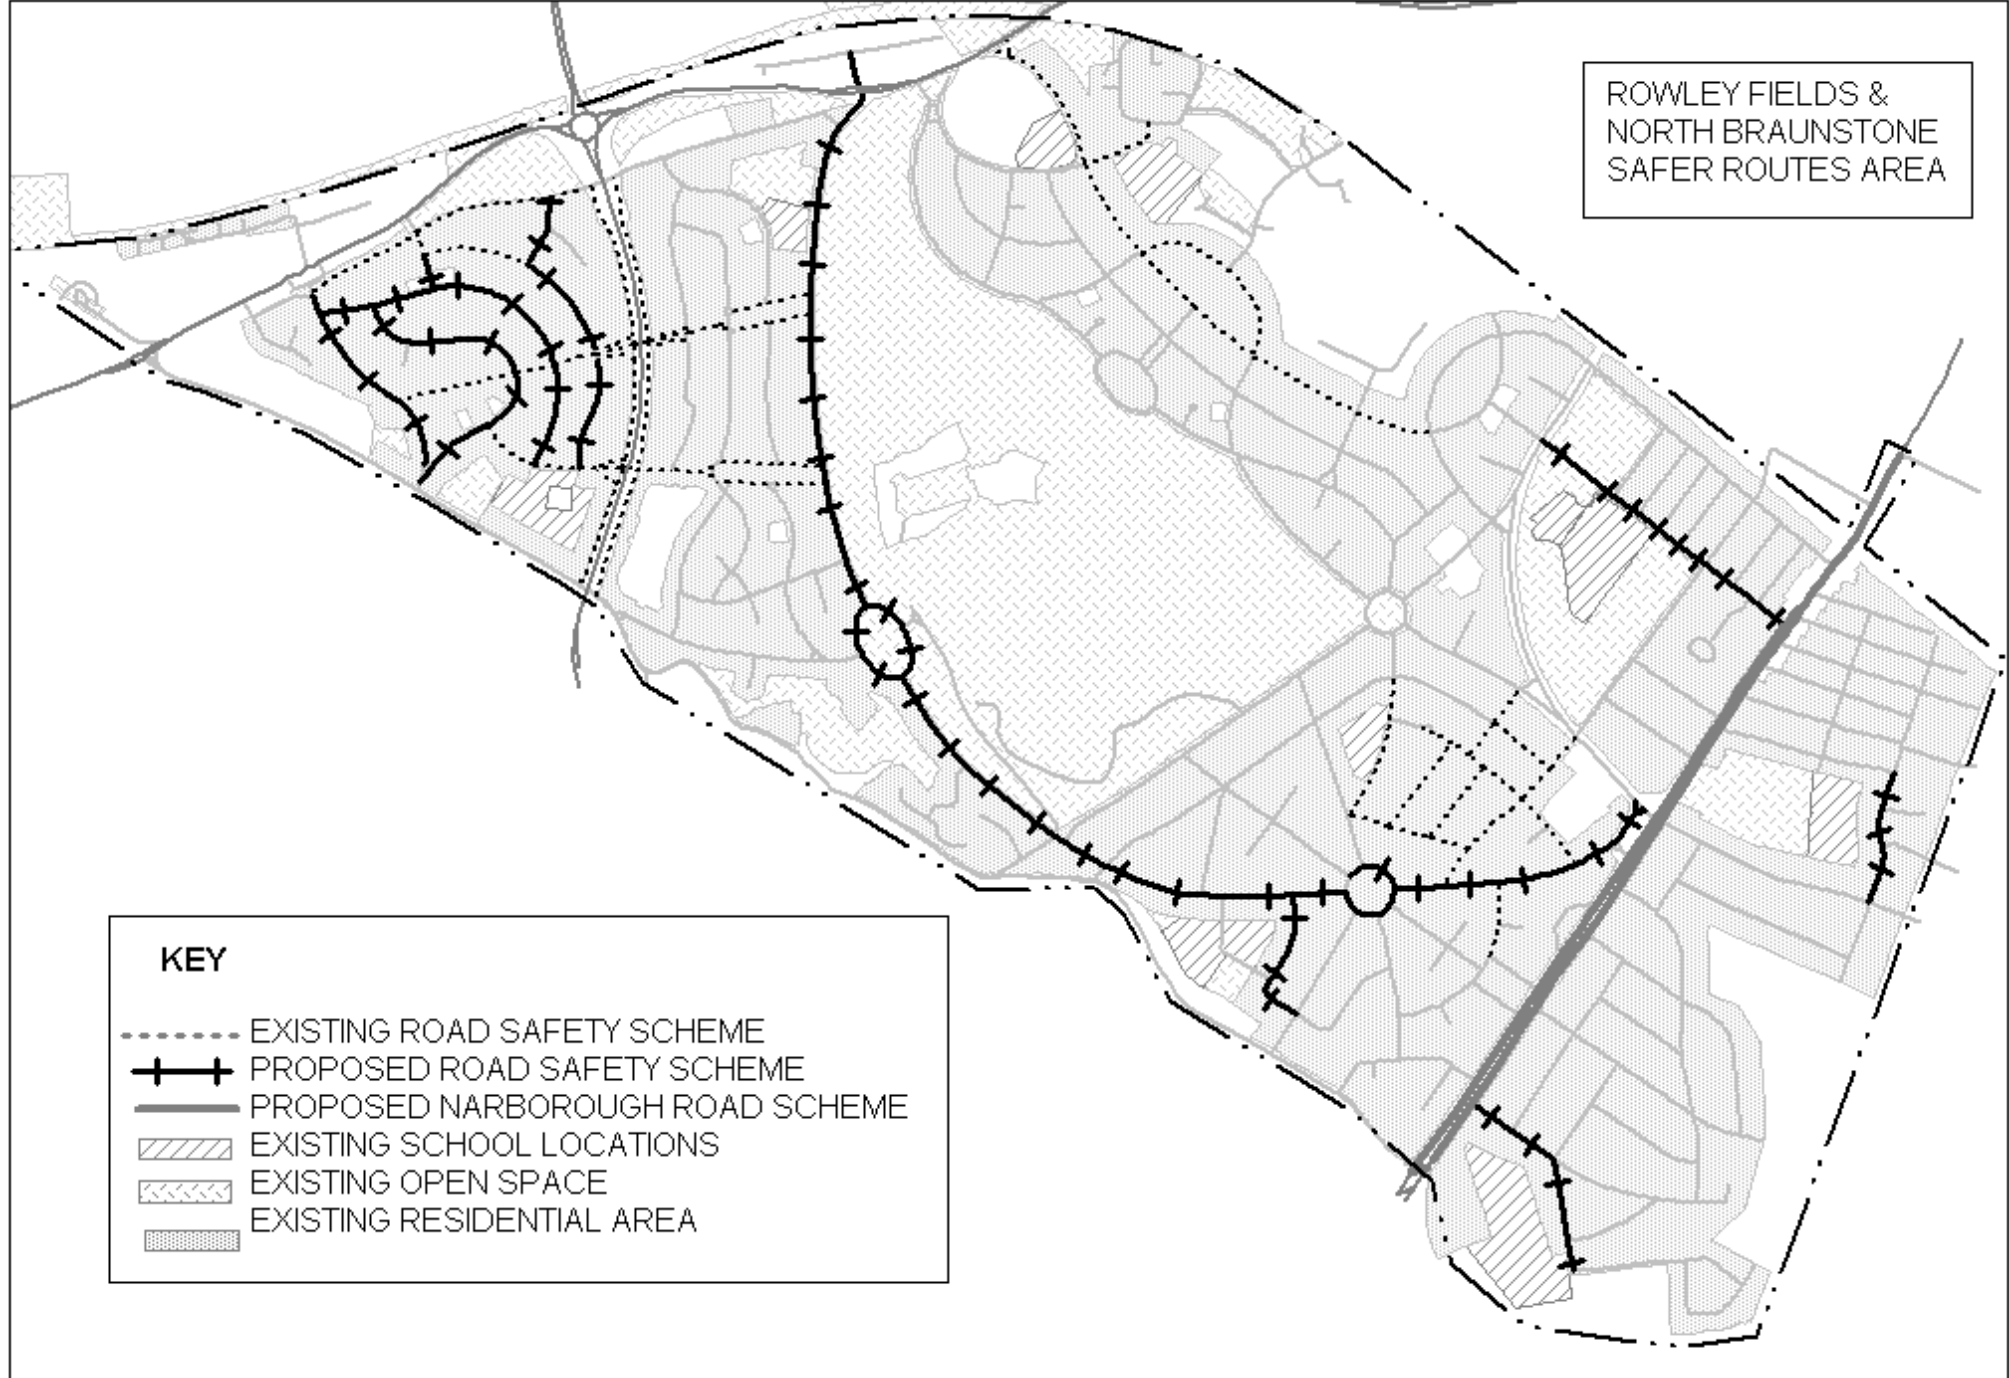 ROWLEY FIELDS &
NORTH BRAUNSTONE
SAFER ROUTES AREA
KEY
EXISTING ROAD SAFETY SCHEME
PROPOSED ROAD SAFETY SCHEME
PROPOSED NARBOROUGH ROAD SCHEME
EXISTING SCHOOL LOCATIONS
EXISTING OPEN SPACE
EXISTING RESIDENTIAL AREA